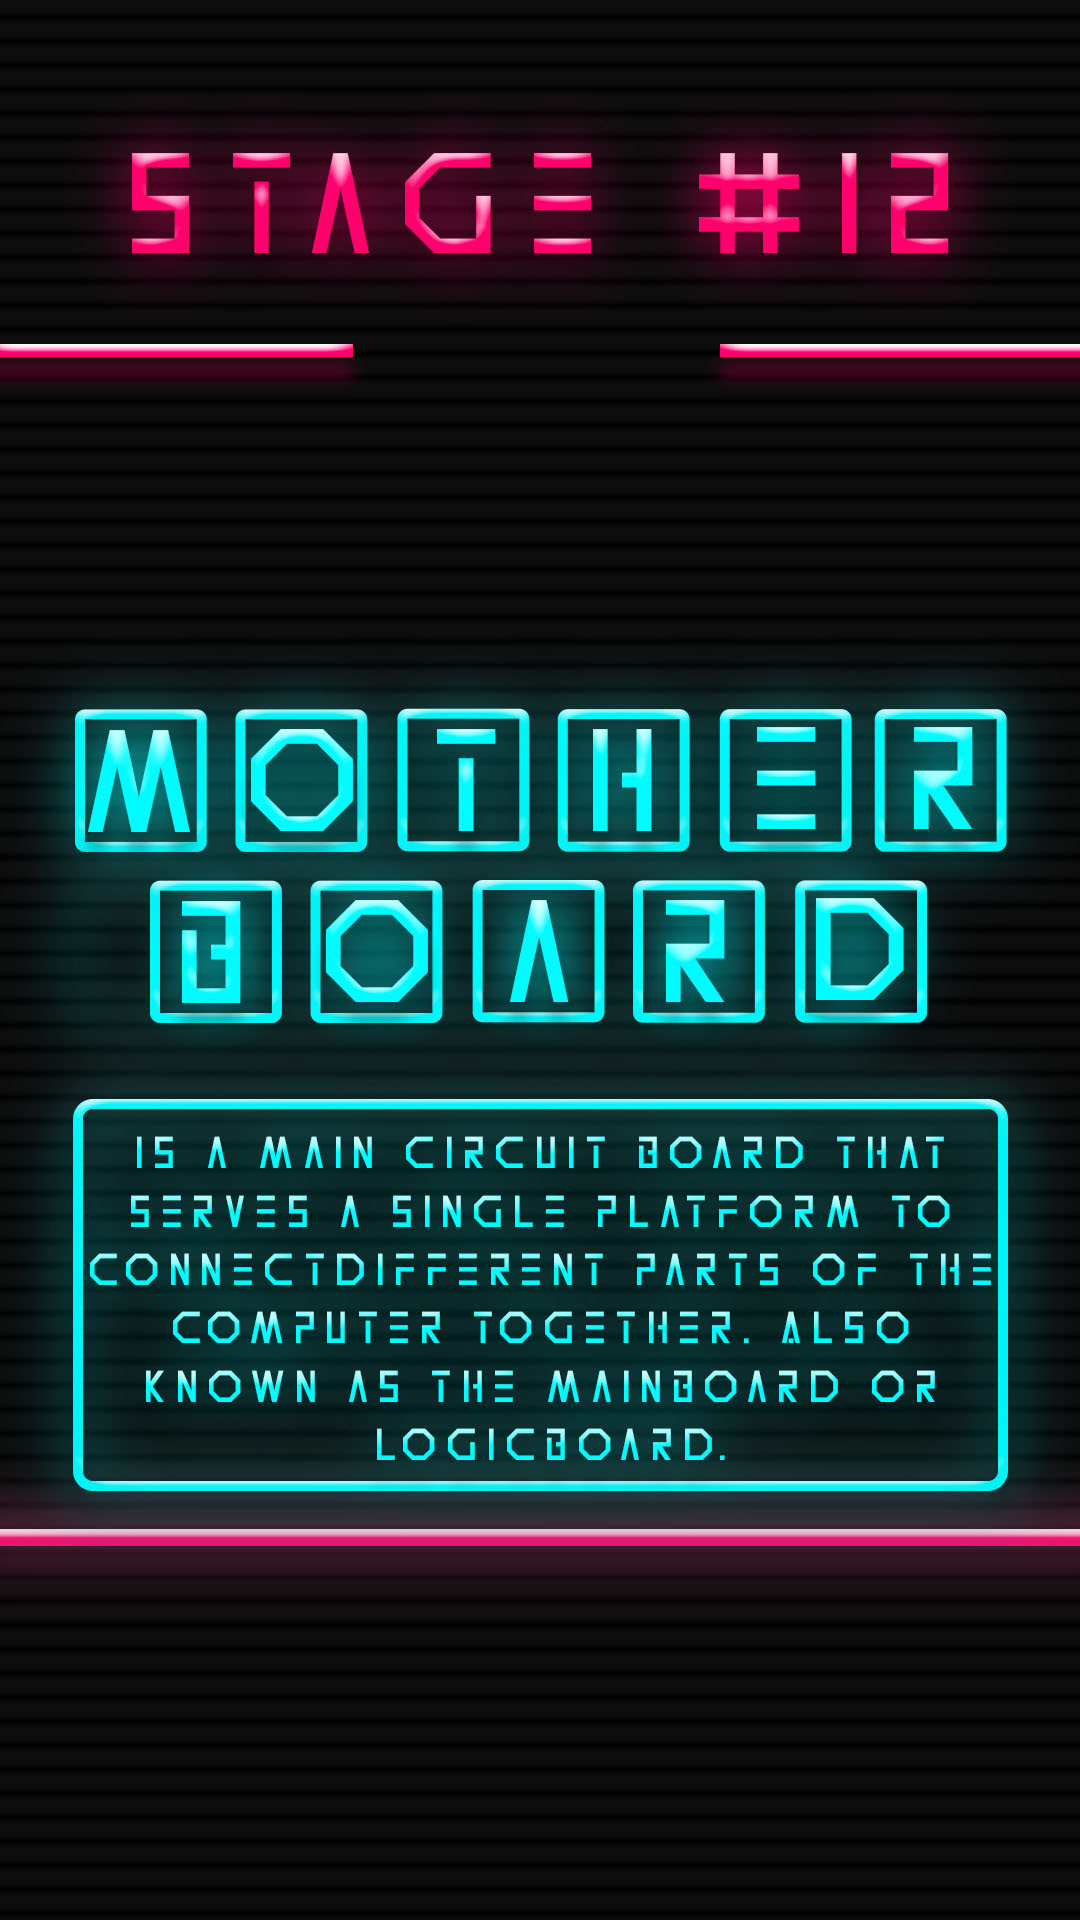 STAGE #12
MOTHER
BOARD
IS A MAIN CIRCUIT BOARD THAT
SERVES A SINGLE PLATFORM TO
CONNECTDIFFERENT PARTS OF THE
COMPUTER TOGETHER. ALSO
KNOWN AS THE MAINBOARD OR
LOGICBOARD.